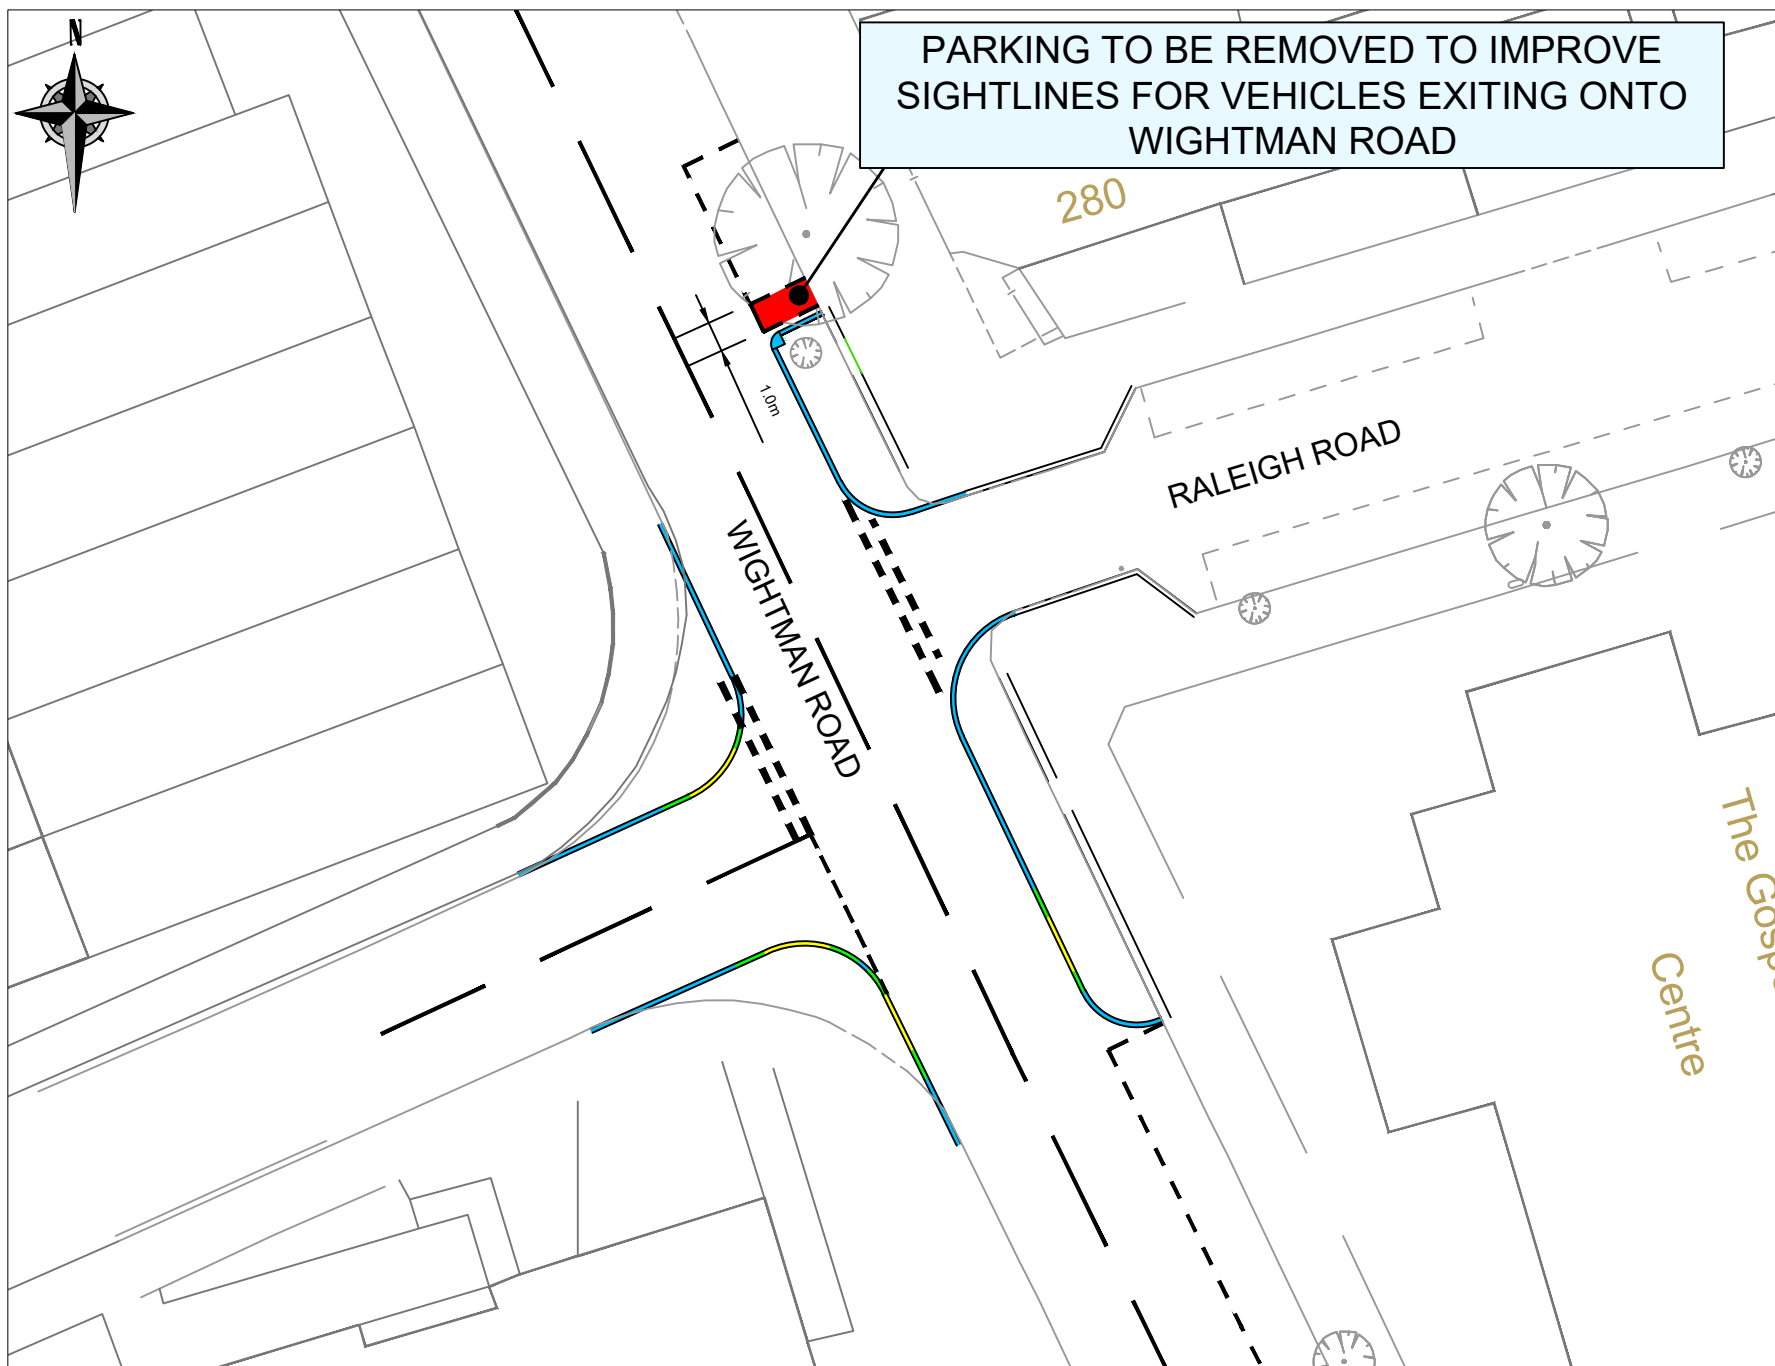 N
PARKING TO BE REMOVED TO IMPROVE
SIGHTLINES FOR VEHICLES EXITING ONTO
WIGHTMAN ROAD
280
1.0m
RALEIGH ROAD
WIGHTMAN ROAD
The Gosp
Centre